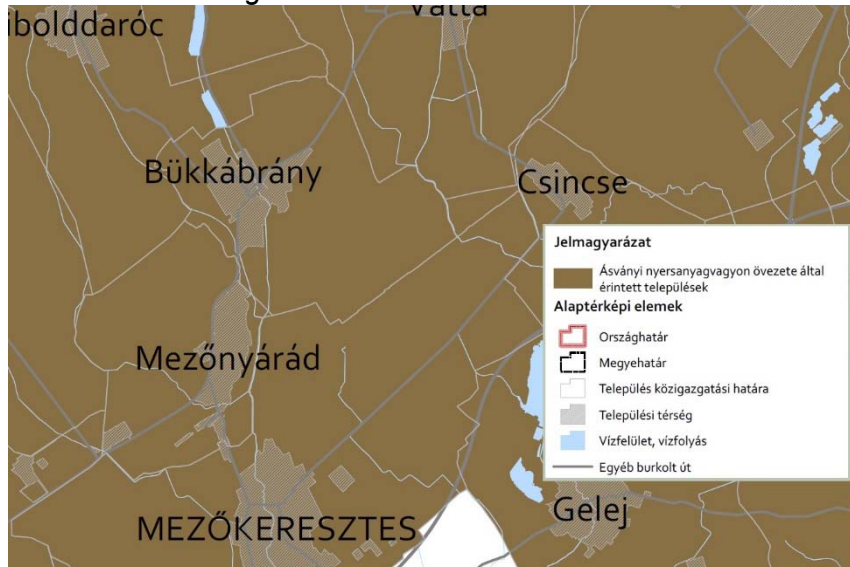 ibolddaróc
Vatta
Bükkábrány
Csincse
Jelmagyarázat
Ásványi nyersanyagvagyon övezete által
érintett települések
Alaptérképi elemek
Országhatár
Megyehatár
Település közigazgatási határa
Települési térség
Vízfelület, vízfolyás
Egyéb burkolt út
Mezőnyárád
Gelej
MEZŐKERESZTES